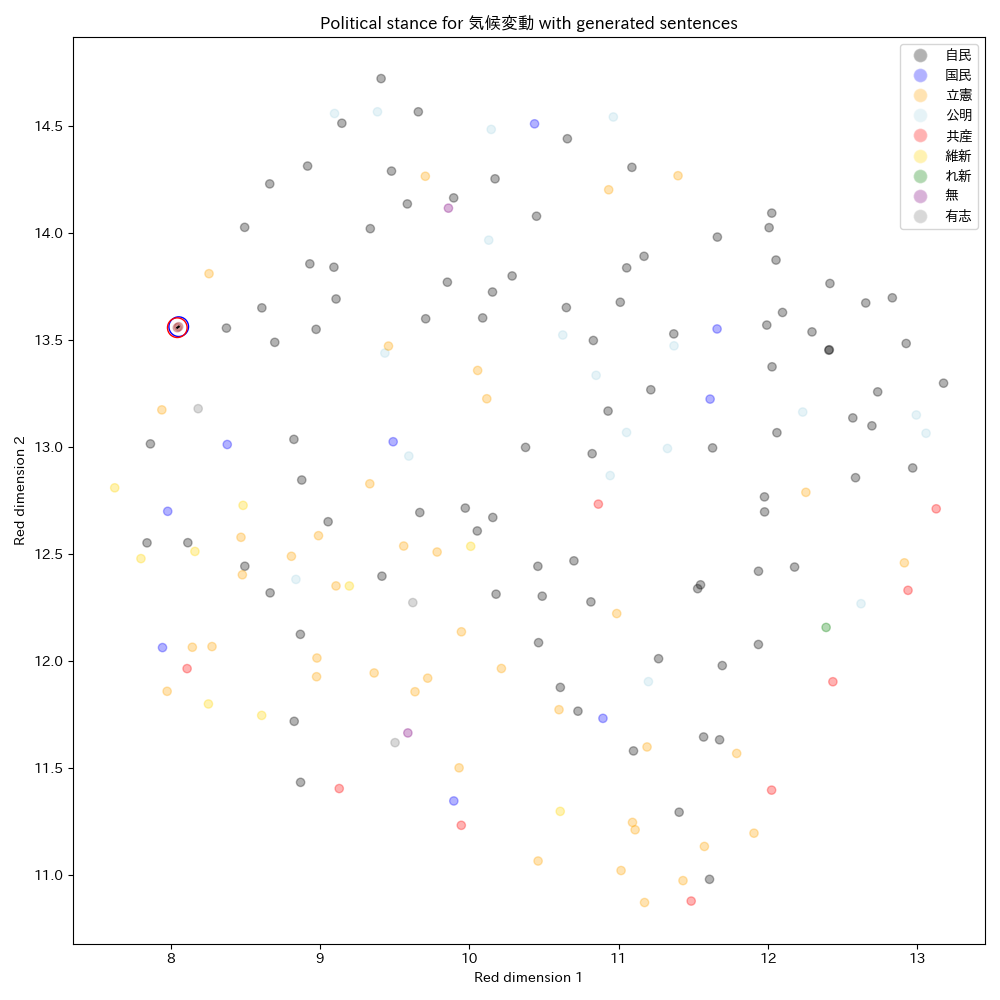 Political stance for 気候変動 with generated sentences
自民
国民
立憲
公明
共産
維新
れ新
無
有志
14.5
14.0
13.5
13.0
12.5
12.0
11.5
11.0
Red dimension 2
8 9 10 11 12 13
Red dimension 1